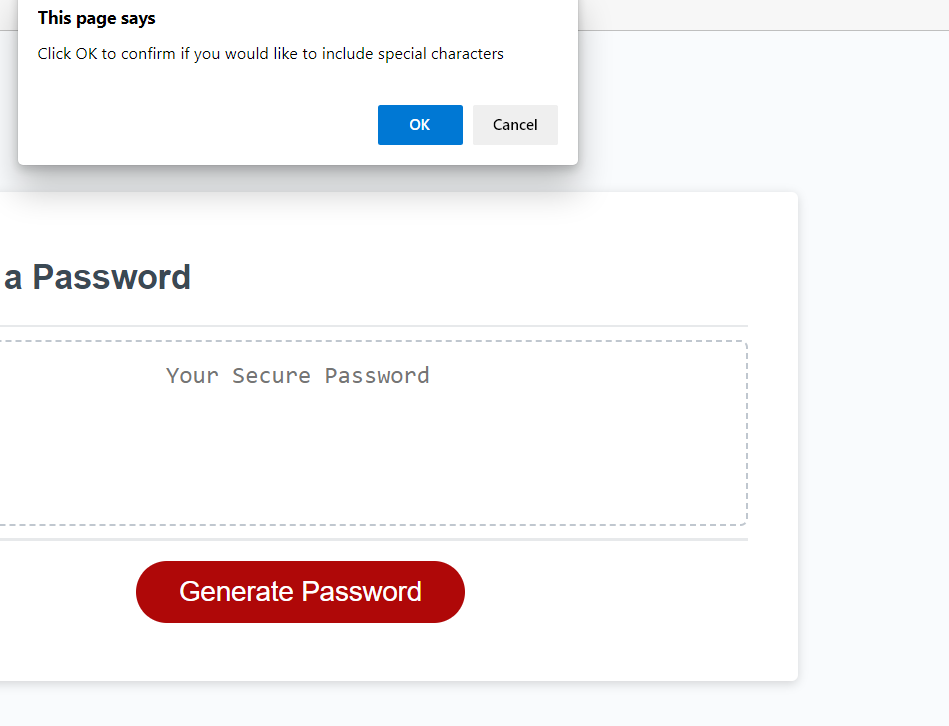 This page says
Click OK to confirm if you would like to include special characters
OK
Cancel
a Password
Your Secure Password
Generate Password